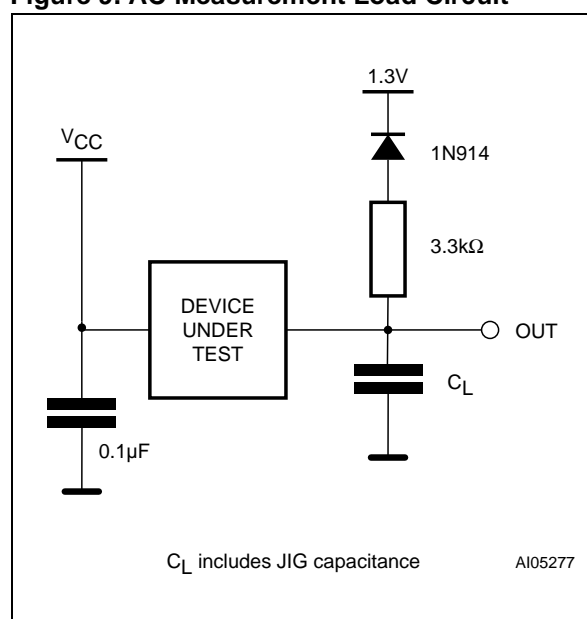 Figure 9. AC Measurement Load Circuit
1.3V
VCC
1N914
3.3kΩ
DEVICE
UNDER
TEST
OUT
CL
0.1µF
CL includes JIG capacitance
AI05277